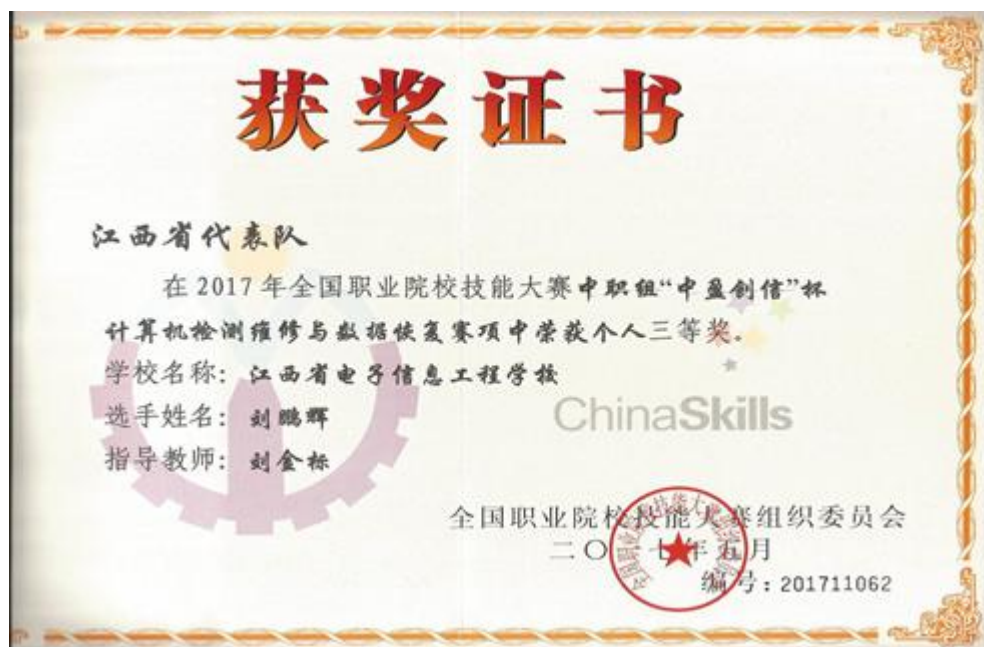 获奖证书
江西省代表队
在2017年全国职业院校技能大赛中职组“中盈创信”杯
计算机检测维修与数据恢复赛项中荣获个人三等奖。
学校名称：江西省电子信息工程学校
选手姓名：刘鹏辉
指导教师：刘金标
ChinaSkills
全国职业院校技能大赛组织委员会
二〇一七年五月
编号：201711062